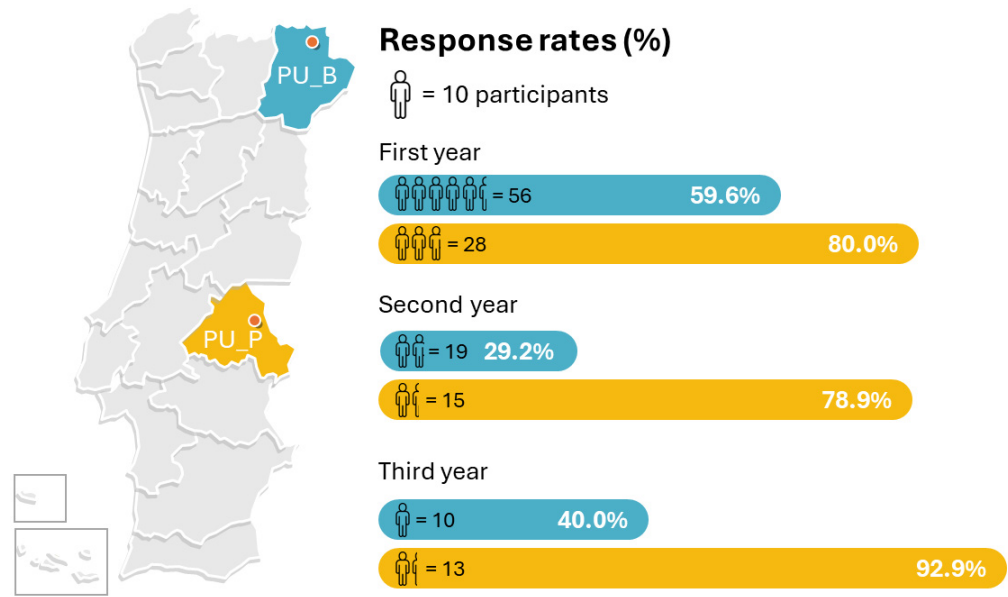 PU_B
PU_P
Response rates (%)
= 10 participants
First year
= 56 59.6%
= 28 80.0%
Second year
= 19 29.2%
= 15 78.9%
Third year
= 10 40.0%
= 13 92.9%